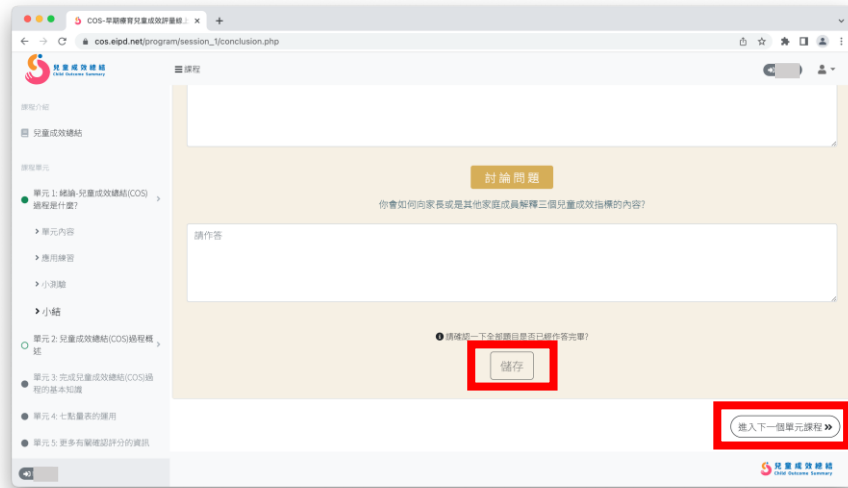 COS-早期療育兒童成效評量線上
cos.eipd.net/program/session_1/conclusion.php
兒童成效總結
Child Outcome Summary
課程
課程介紹
兒童成效總結
課程單元
單元 1: 緒論-兒童成效總結(COS)
過程是什麼?
單元內容
應用練習
小測驗
小結
單元 2: 兒童成效總結(COS)過程概
述
單元 3: 完成兒童成效總結(COS)過
程的基本知識
單元 4: 七點量表的運用
單元 5: 更多有關確認評分的資訊
討論問題
你會如何向家長或是其他家庭成員解釋三個兒童成效指標的內容?
請作答
請確認一下全部題目是否已經作答完畢?
儲存
進入下一個單元課程
兒童成效總結
Child Outcome Summary